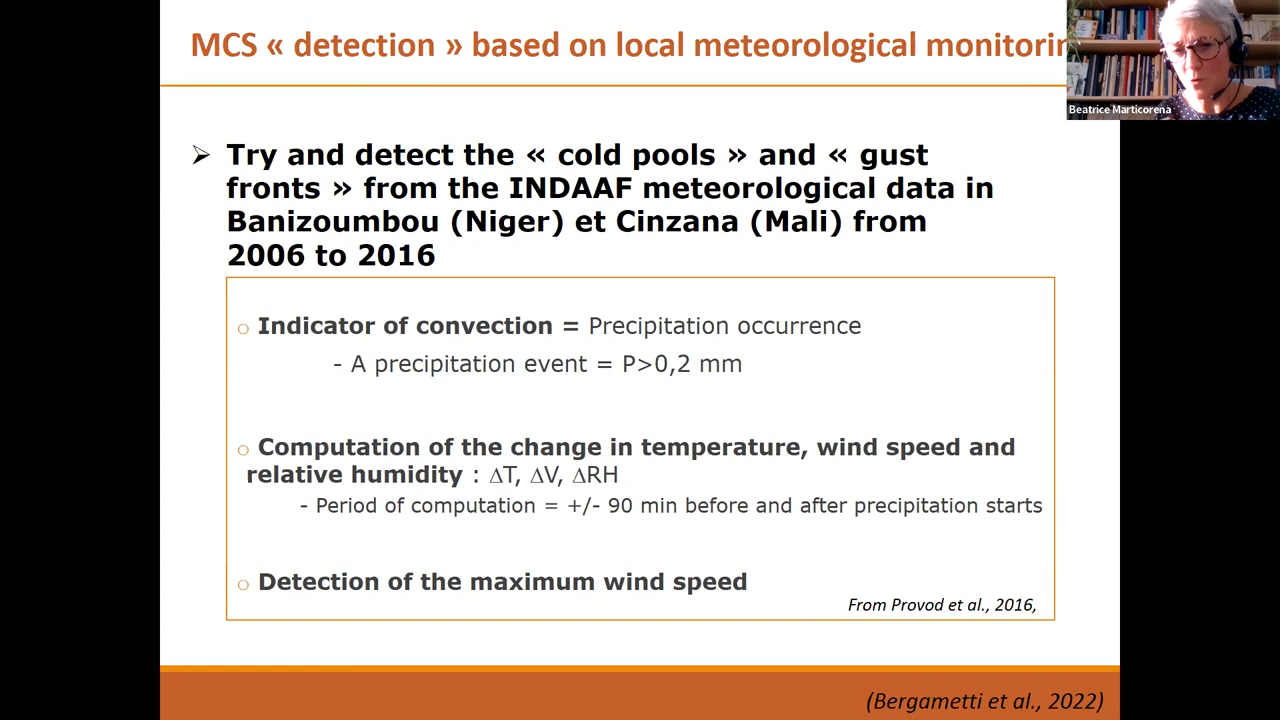 MCS « detection » based on local meteorological
Beatrice Marticorena
➢ Try and detect the « cold pools » and « gust
fronts » from the INDAAF meteorological data in
Banizoumbou (Niger) et Cinzana (Mali) from
2006 to 2016
o Indicator of convection = Precipitation occurrence
- A precipitation event = P>0,2 mm
o Computation of the change in temperature, wind speed and
relative humidity : ΔT, ΔV, ΔRH
- Period of computation = +/- 90 min before and after precipitation starts
o Detection of the maximum wind speed
From Provod et al., 2016,
(Bergametti et al., 2022)